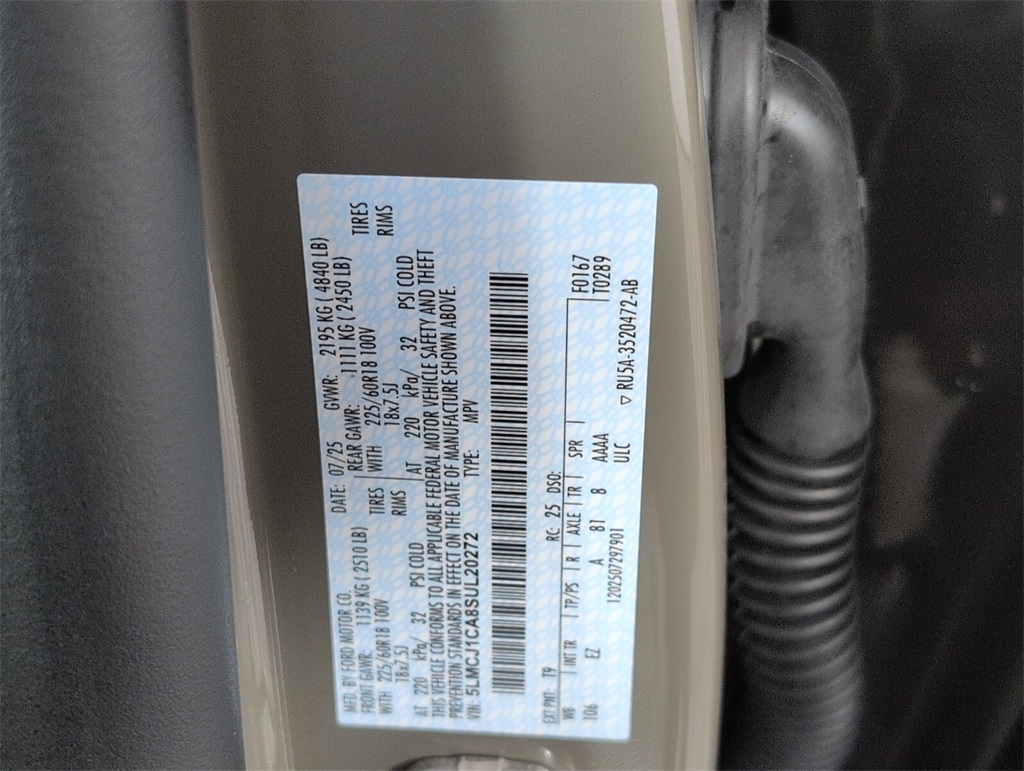 MFD. BY FORD MOTOR CO. DATE: 07/25 GVWR: 2195 KG ( 4840 LB)
FRONT GAWR: 1139 KG ( 2510 LB) REAR GAWR: 1111 KG ( 2450 LB)
WITH 225/60R18 100V TIRES WITH 225/60R18 100V TIRES
18x7.5J RIMS 18x7.5J RIMS
AT 220 kPa/ 32 PSI COLD AT 220 kPa/ 32 PSI COLD
THIS VEHICLE CONFORMS TO ALL APPLICABLE FEDERAL MOTOR VEHICLE SAFETY AND THEFT
PREVENTION STANDARDS IN EFFECT ON THE DATE OF MANUFACTURE SHOWN ABOVE.
VIN: 5LMCJ1CA8SUL20272 TYPE: MPV
EXT PNT: T9 RC: 25 DSO: F0167
WB INT TR TP/PS R AXLE TR SPR T0289
106 EZ A B1 8 AAAA
1202507297901 ULC
▽ RU5A-3520472-AB